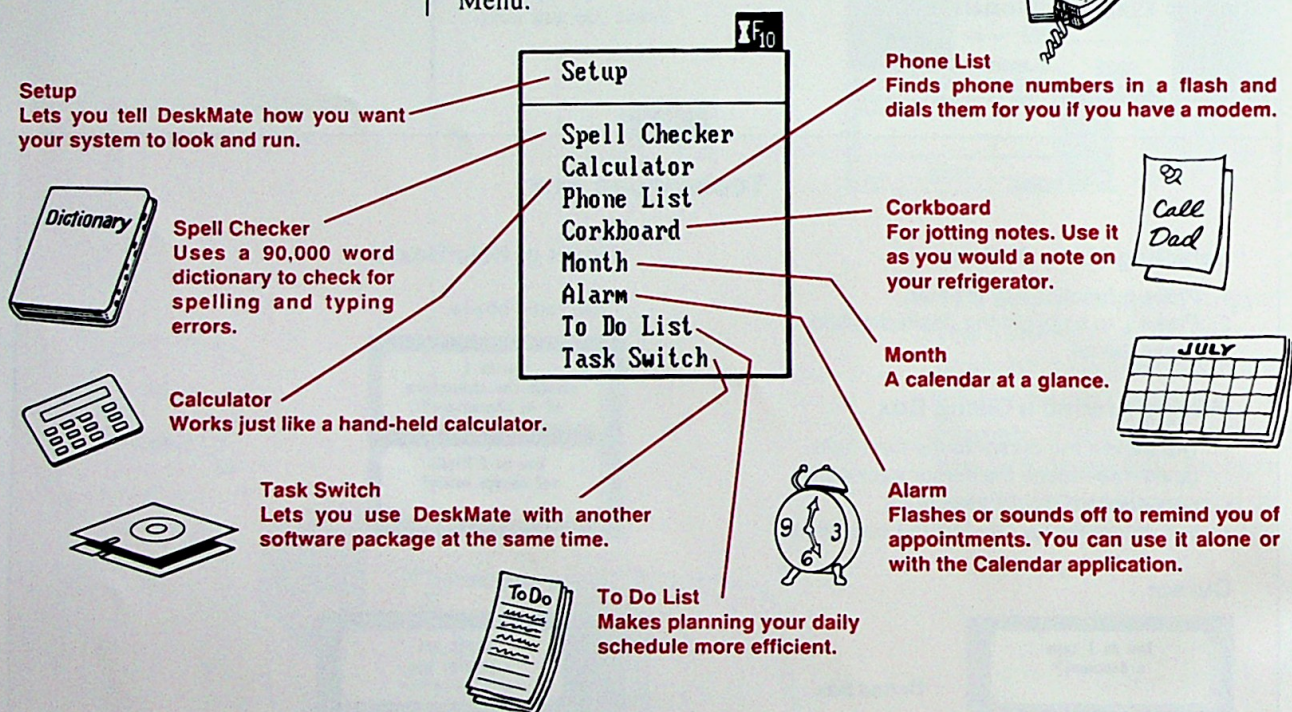 Menu.
F10
Setup
Spell Checker
Calculator
Phone List
Corkboard
Month
Alarm
To Do List
Task Switch
Setup
Lets you tell DeskMate how you want
your system to look and run.
Dictionary
Spell Checker
Uses a 90,000 word
dictionary to check for
spelling and typing
errors.
Calculator
Works just like a hand-held calculator.
Task Switch
Lets you use DeskMate with another
software package at the same time.
ToDo
To Do List
Makes planning your daily
schedule more efficient.
Phone List
Finds phone numbers in a flash and
dials them for you if you have a modem.
Corkboard
For jotting notes. Use it
as you would a note on
your refrigerator.
Call
Dad
Month
A calendar at a glance.
JULY
9 3
6
Alarm
Flashes or sounds off to remind you of
appointments. You can use it alone or
with the Calendar application.